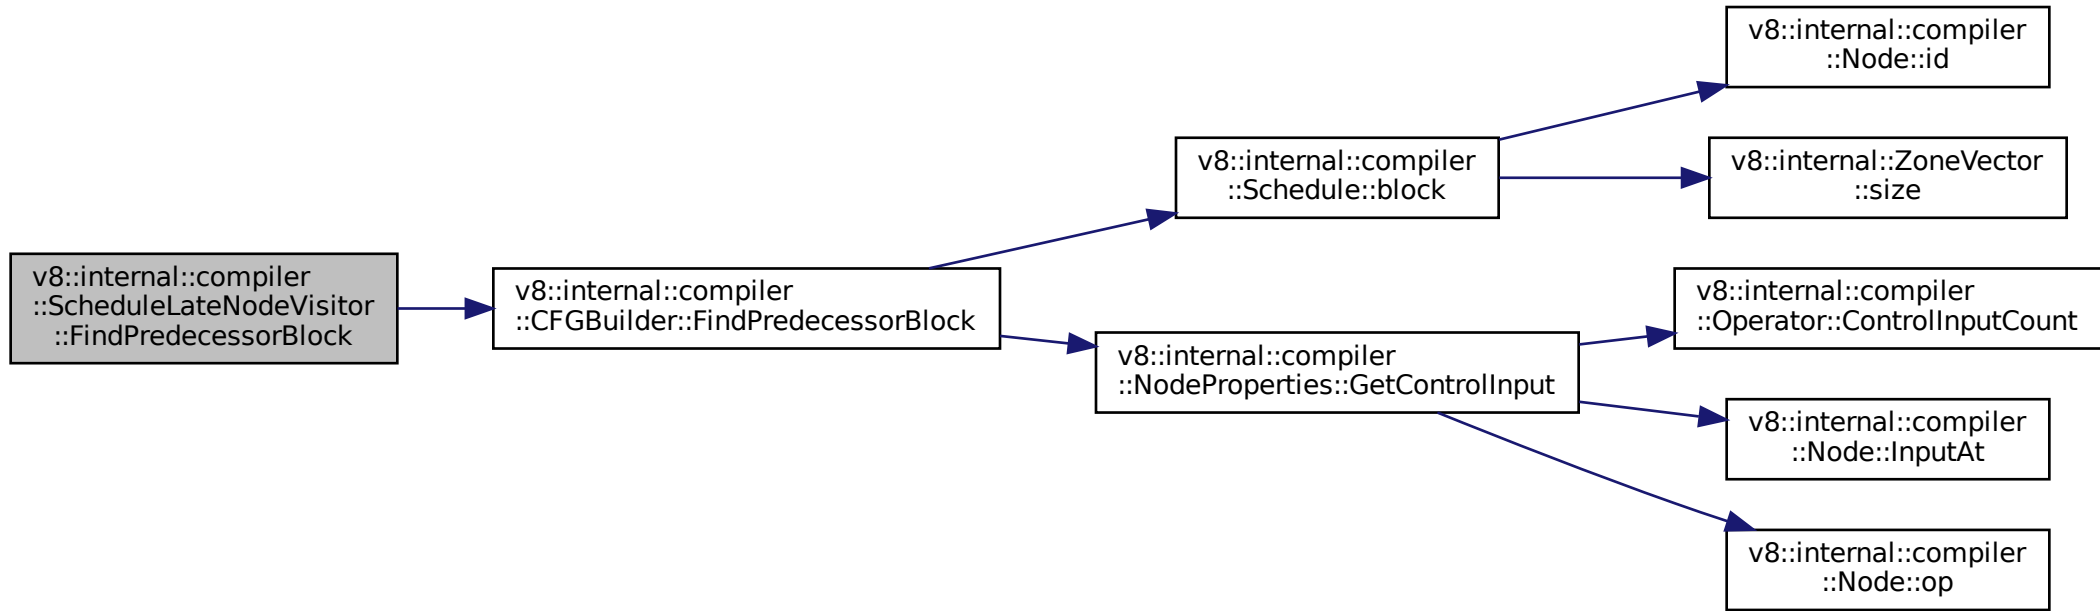 v8::internal::compiler
::ScheduleLateNodeVisitor
::FindPredecessorBlock
v8::internal::compiler
::CFGBuilder::FindPredecessorBlock
v8::internal::compiler
::Schedule::block
v8::internal::compiler
::Node::id
v8::internal::ZoneVector
::size
v8::internal::compiler
::NodeProperties::GetControlInput
v8::internal::compiler
::Operator::ControlInputCount
v8::internal::compiler
::Node::InputAt
v8::internal::compiler
::Node::op